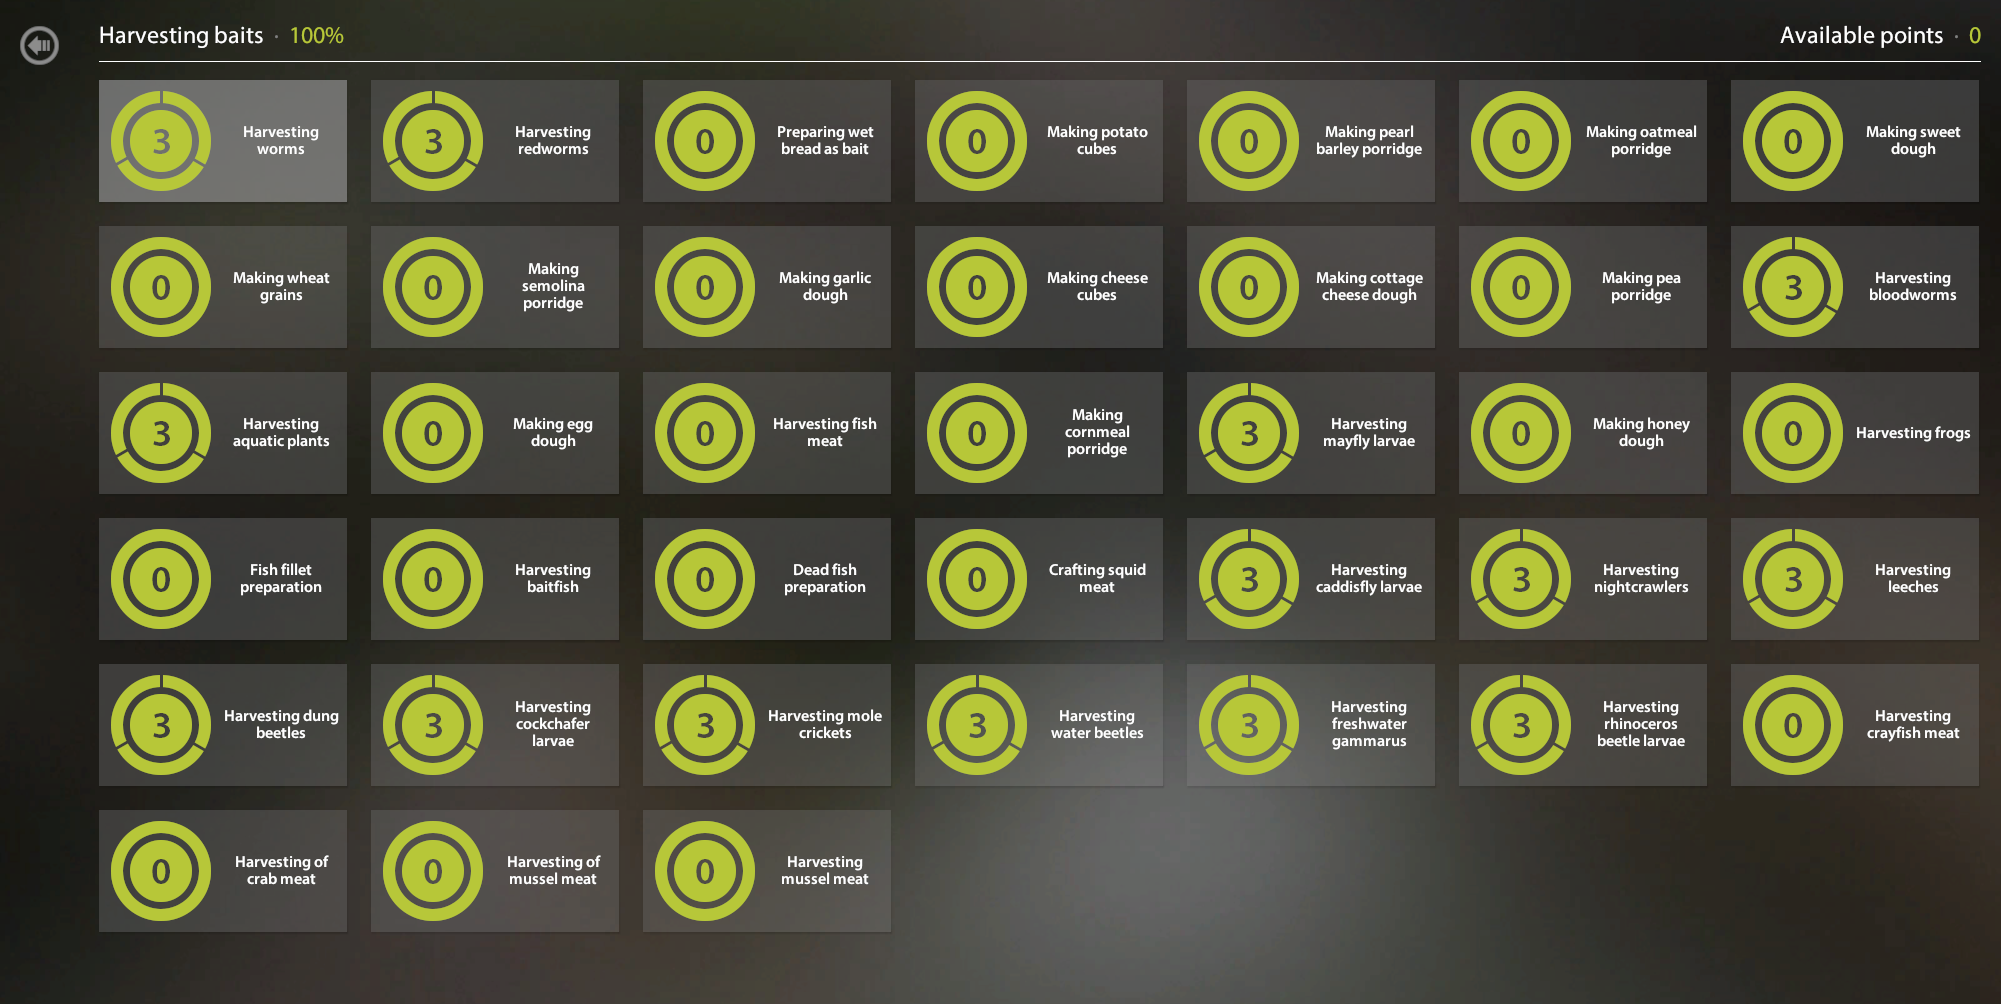 Harvesting baits · 100%
Available points · 0
3
Harvesting
worms
3
Harvesting
redworms
0
Preparing wet
bread as bait
0
Making potato
cubes
0
Making pearl
barley porridge
0
Making oatmeal
porridge
0
Making sweet
dough
0
Making wheat
grains
0
Making
semolina
porridge
0
Making garlic
dough
0
Making cheese
cubes
0
Making cottage
cheese dough
0
Making pea
porridge
3
Harvesting
bloodworms
3
Harvesting
aquatic plants
0
Making egg
dough
0
Harvesting fish
meat
0
Making
cornmeal
porridge
3
Harvesting
mayfly larvae
0
Making honey
dough
0
Harvesting frogs
0
Fish fillet
preparation
0
Harvesting
baitfish
0
Dead fish
preparation
0
Crafting squid
meat
3
Harvesting
caddisfly larvae
3
Harvesting
nightcrawlers
3
Harvesting
leeches
3
Harvesting dung
beetles
3
Harvesting
cockchafer
larvae
3
Harvesting mole
crickets
3
Harvesting
water beetles
3
Harvesting
freshwater
gammarus
3
Harvesting
rhinoceros
beetle larvae
0
Harvesting
crayfish meat
0
Harvesting of
crab meat
0
Harvesting of
mussel meat
0
Harvesting
mussel meat